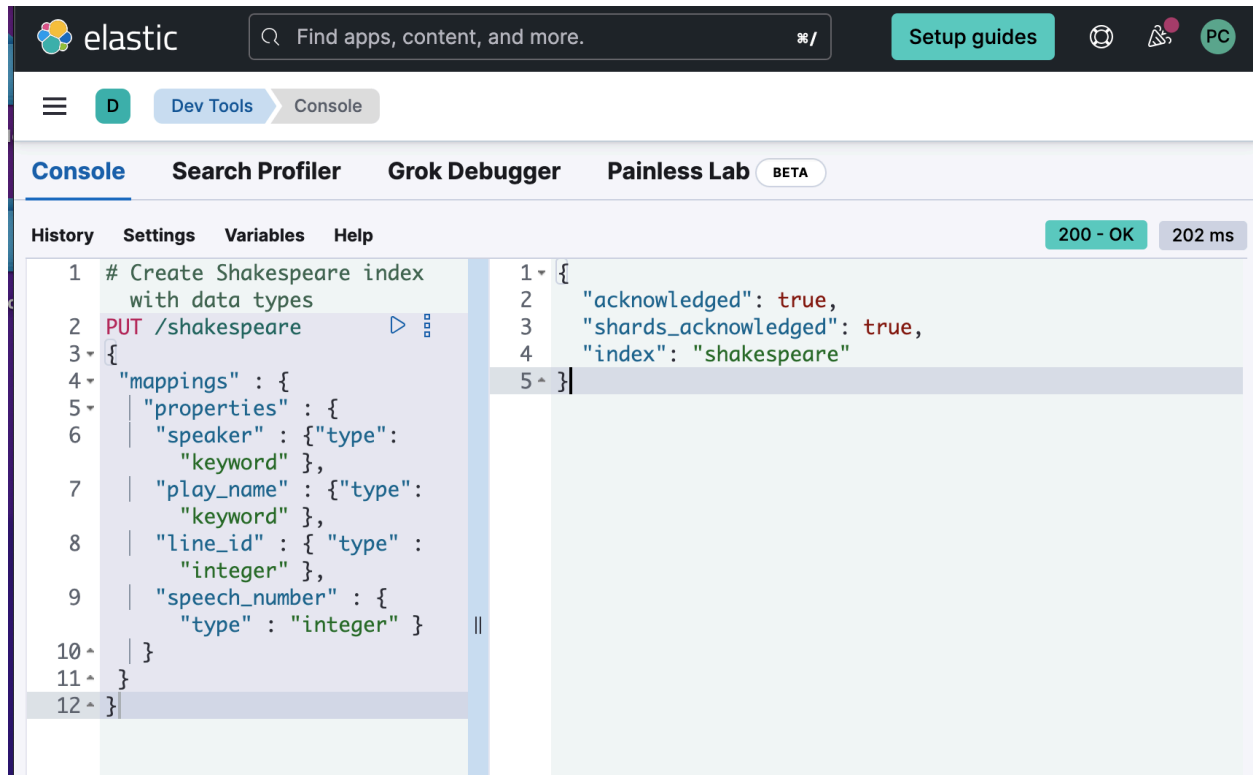 elastic
Find apps, content, and more.
⌘/
Setup guides
PC
D
Dev Tools
Console
Console
Search Profiler
Grok Debugger
Painless Lab
BETA
History
Settings
Variables
Help
200 - OK
202 ms
1 # Create Shakespeare index
with data types
2 PUT /shakespeare
3 {
4 "mappings" : {
5 "properties" : {
6 "speaker" : {"type":
"keyword" },
7 "play_name" : {"type":
"keyword" },
8 "line_id" : { "type" :
"integer" },
9 "speech_number" : {
"type" : "integer" }
10 }
11 }
12 }
1 {
2 "acknowledged": true,
3 "shards_acknowledged": true,
4 "index": "shakespeare"
5 }